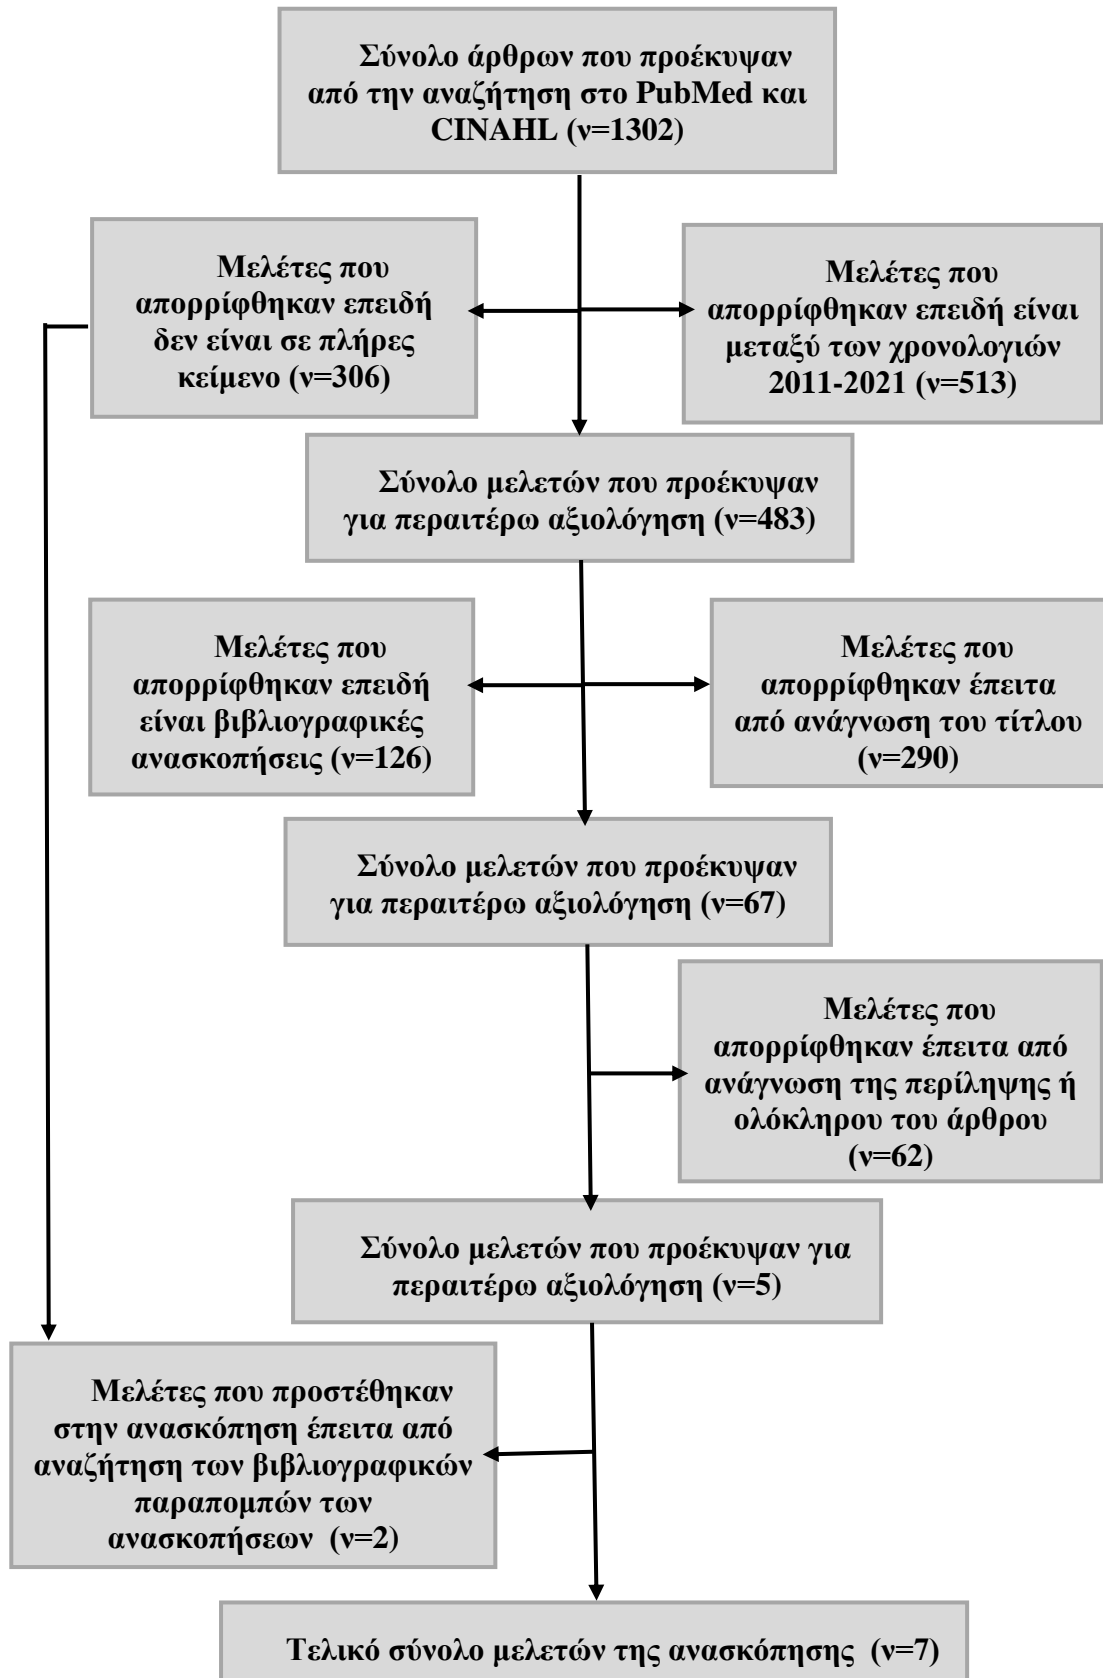 Σύνολο άρθρων που προέκυψαν
από την αναζήτηση στο PubMed και
CINAHL (ν=1302)
Μελέτες που
απορρίφθηκαν επειδή
δεν είναι σε πλήρες
κείμενο (ν=306)
Μελέτες που
απορρίφθηκαν επειδή είναι
μεταξύ των χρονολογιών
2011-2021 (ν=513)
Σύνολο μελετών που προέκυψαν
για περαιτέρω αξιολόγηση (ν=483)
Μελέτες που
απορρίφθηκαν επειδή
είναι βιβλιογραφικές
ανασκοπήσεις (ν=126)
Μελέτες που
απορρίφθηκαν έπειτα
από ανάγνωση του τίτλου
(ν=290)
Σύνολο μελετών που προέκυψαν
για περαιτέρω αξιολόγηση (ν=67)
Μελέτες που
απορρίφθηκαν έπειτα από
ανάγνωση της περίληψης ή
ολόκληρου του άρθρου
(ν=62)
Σύνολο μελετών που προέκυψαν για
περαιτέρω αξιολόγηση (ν=5)
Μελέτες που προστέθηκαν
στην ανασκόπηση έπειτα από
αναζήτηση των βιβλιογραφικών
παραπομπών των
ανασκοπήσεων (ν=2)
Τελικό σύνολο μελετών της ανασκόπησης (ν=7)